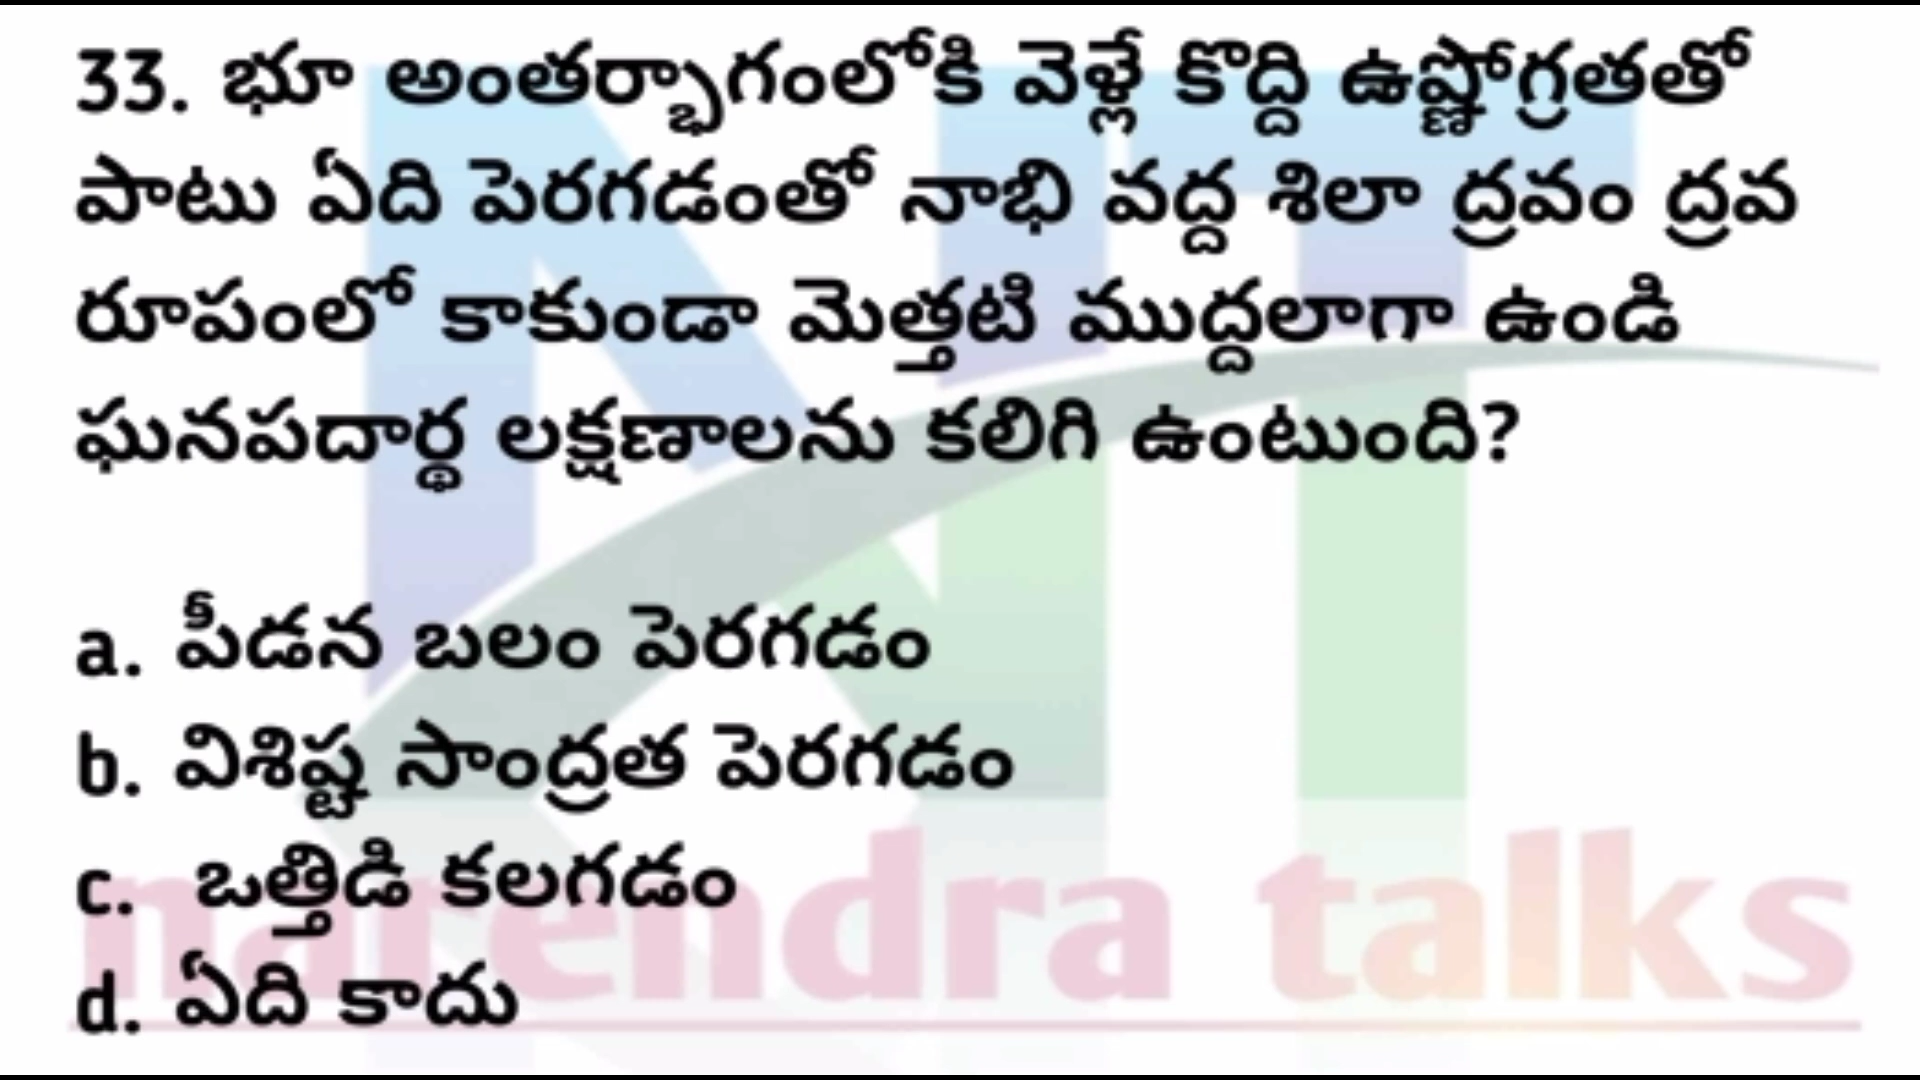 33. భూ అంతర్భాగంలోకి వెళ్లే కొద్ది ఉష్ణోగ్రతతో
పాటు ఏది పెరగడంతో నాభి వద్ద శిలా ద్రవం ద్రవ
రూపంలో కాకుండా మెత్తటి ముద్దలాగా ఉండి
ఘనపదార్థ లక్షణాలను కలిగి ఉంటుంది?
a. పీడన బలం పెరగడం
b. విశిష్ట సాంద్రత పెరగడం
c. ఒత్తిడి కలగడం
d. ఏది కాదు
NT
narendra talks